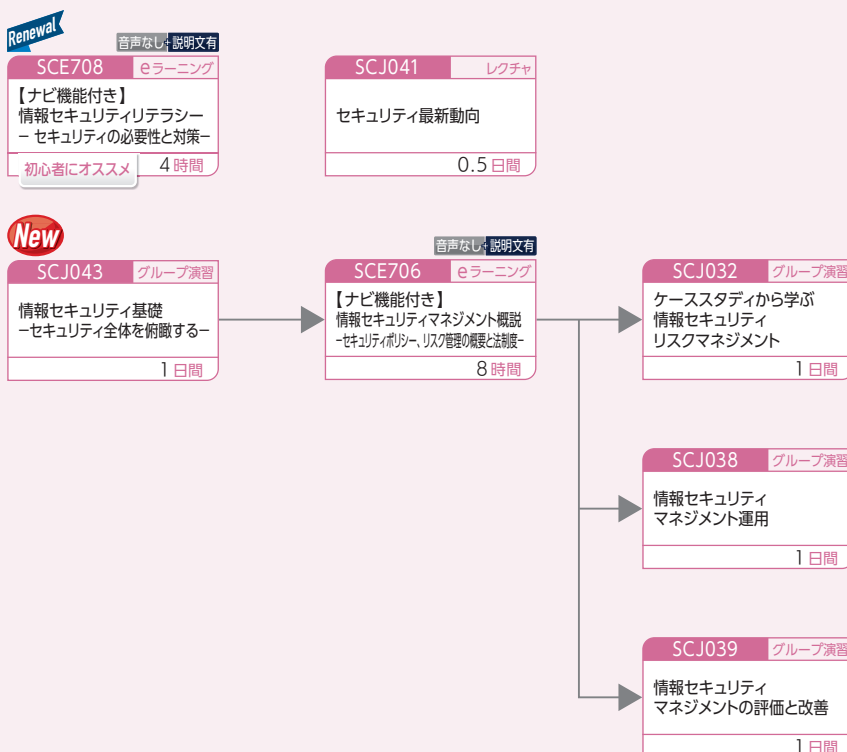 Renewal
音声なし+説明文有
SCE708 eラーニング
【ナビ機能付き】
情報セキュリティリテラシー
− セキュリティの必要性と対策−
初心者にオススメ 4時間
SCJ041 レクチャ
セキュリティ最新動向
0.5日間
New
SCJ043 グループ演習
情報セキュリティ基礎
−セキュリティ全体を俯瞰する−
1日間
音声なし+説明文有
SCE706 eラーニング
【ナビ機能付き】
情報セキュリティマネジメント概説
−セキュリティポリシー、リスク管理の概要と法制度−
8時間
SCJ032 グループ演習
ケーススタディから学ぶ
情報セキュリティ
リスクマネジメント
1日間
SCJ038 グループ演習
情報セキュリティ
マネジメント運用
1日間
SCJ039 グループ演習
情報セキュリティ
マネジメントの評価と改善
1日間